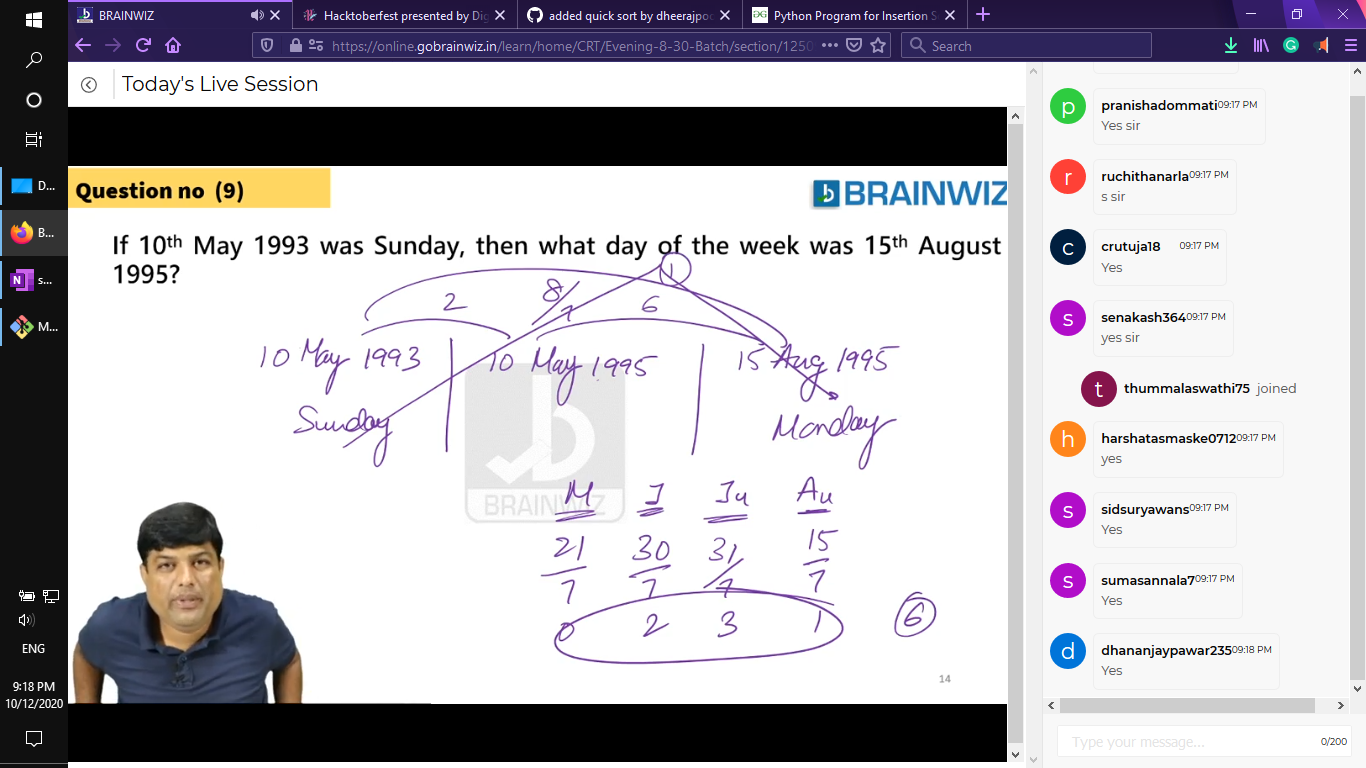 BRAINWIZ
Hacktoberfest presented by Dig
added quick sort by dheerajpoo
Python Program for Insertion S
https://online.gobrainwiz.in/learn/home/CRT/Evening-8-30-Batch/section/1250
Search
Today's Live Session
Question no (9)
BRAINWIZ
If 10th May 1993 was Sunday, then what day of the week was 15th August
1995?
1
2
8/7
6
10 May 1993
10 May 1995
15 Aug 1995
Sunday
Monday
BRAINWIZ
M J Ju Au
21/7 30/7 31/7 15/7
0 2 3 1
6
14
pranishadommati 09:17 PM
Yes sir
ruchithanarla 09:17 PM
s sir
crutuja18 09:17 PM
Yes
senakash364 09:17 PM
yes sir
thummalaswathi75 joined
harshatasmaske0712 09:17 PM
yes
sidsuryawans 09:17 PM
Yes
sumasannala7 09:17 PM
Yes
dhananjaypawar235 09:18 PM
Yes
Type your message...
0/200
D...
B...
s...
M...
ENG
9:18 PM
10/12/2020